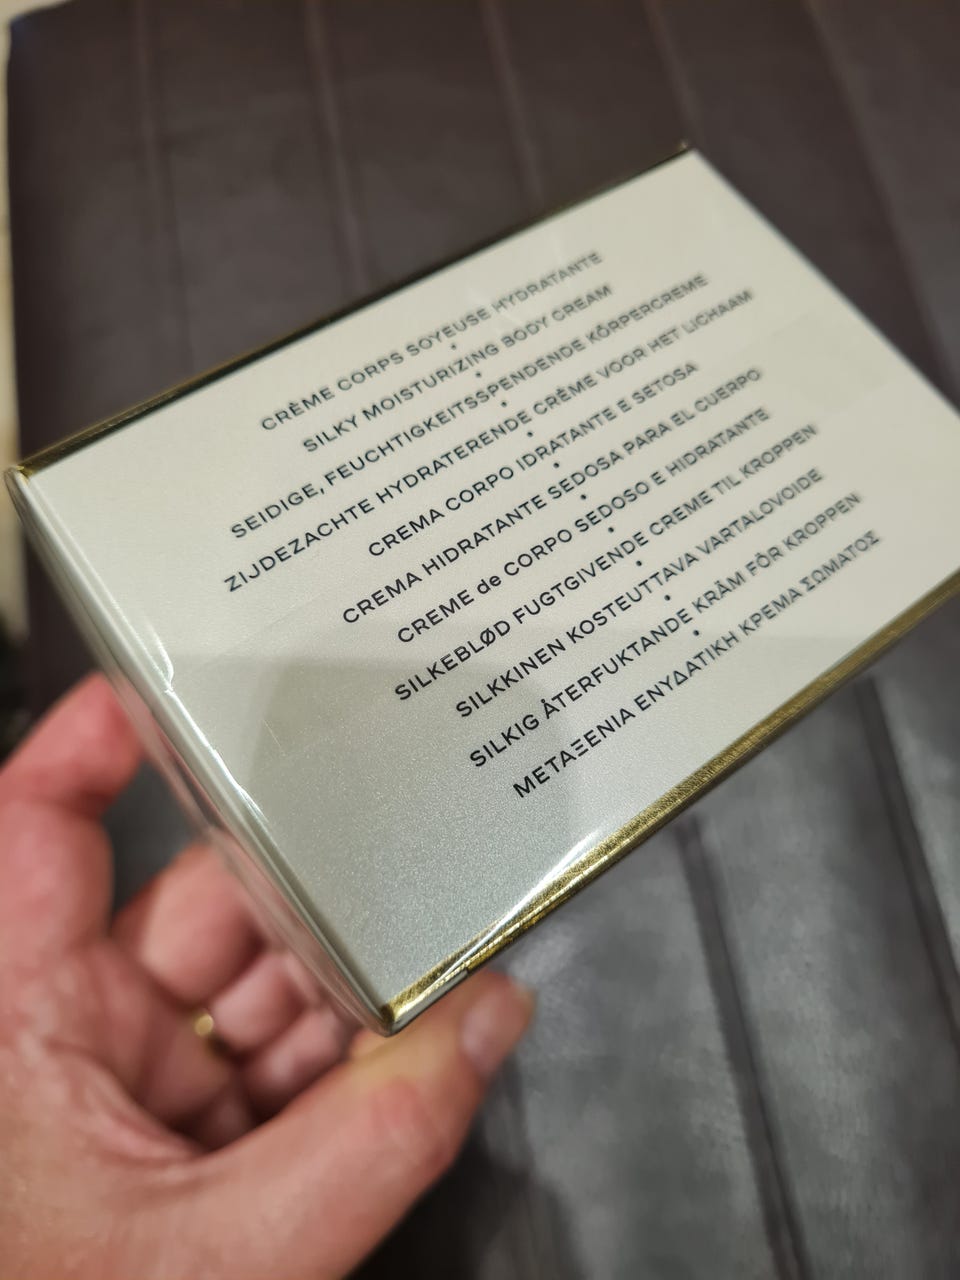 CRÈME CORPS SOYEUSE HYDRATANTE
•
SILKY MOISTURIZING BODY CREAM
•
SEIDIGE, FEUCHTIGKEITSSPENDENDE KÖRPERCREME
•
ZIJDEZACHTE HYDRATERENDE CRÈME VOOR HET LICHAAM
•
CREMA CORPO IDRATANTE E SETOSA
•
CREMA HIDRATANTE SEDOSA PARA EL CUERPO
•
CREME de CORPO SEDOSO E HIDRATANTE
•
SILKEBLØD FUGTGIVENDE CREME TIL KROPPEN
•
SILKKINEN KOSTEUTTAVA VARTALOVOIDE
•
SILKIG ÅTERFUKTANDE KRÄM FÖR KROPPEN
•
ΜΕΤΑΞΕΝΙΑ ΕΝΥΔΑΤΙΚΗ ΚΡΕΜΑ ΣΩΜΑΤΟΣ